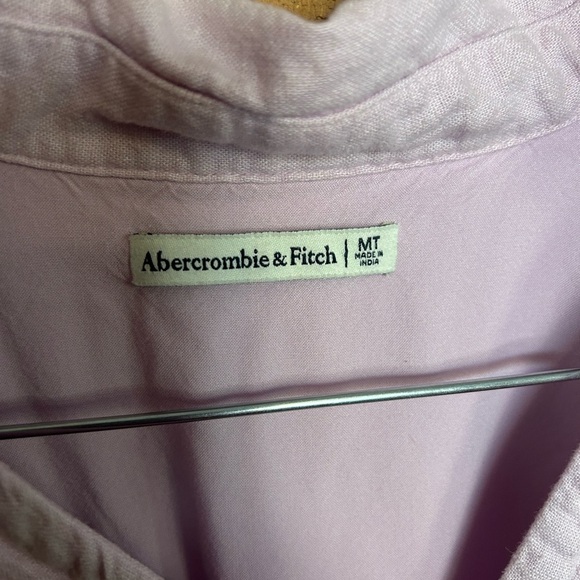 Abercrombie & Fitch | MT
MADE IN
INDIA